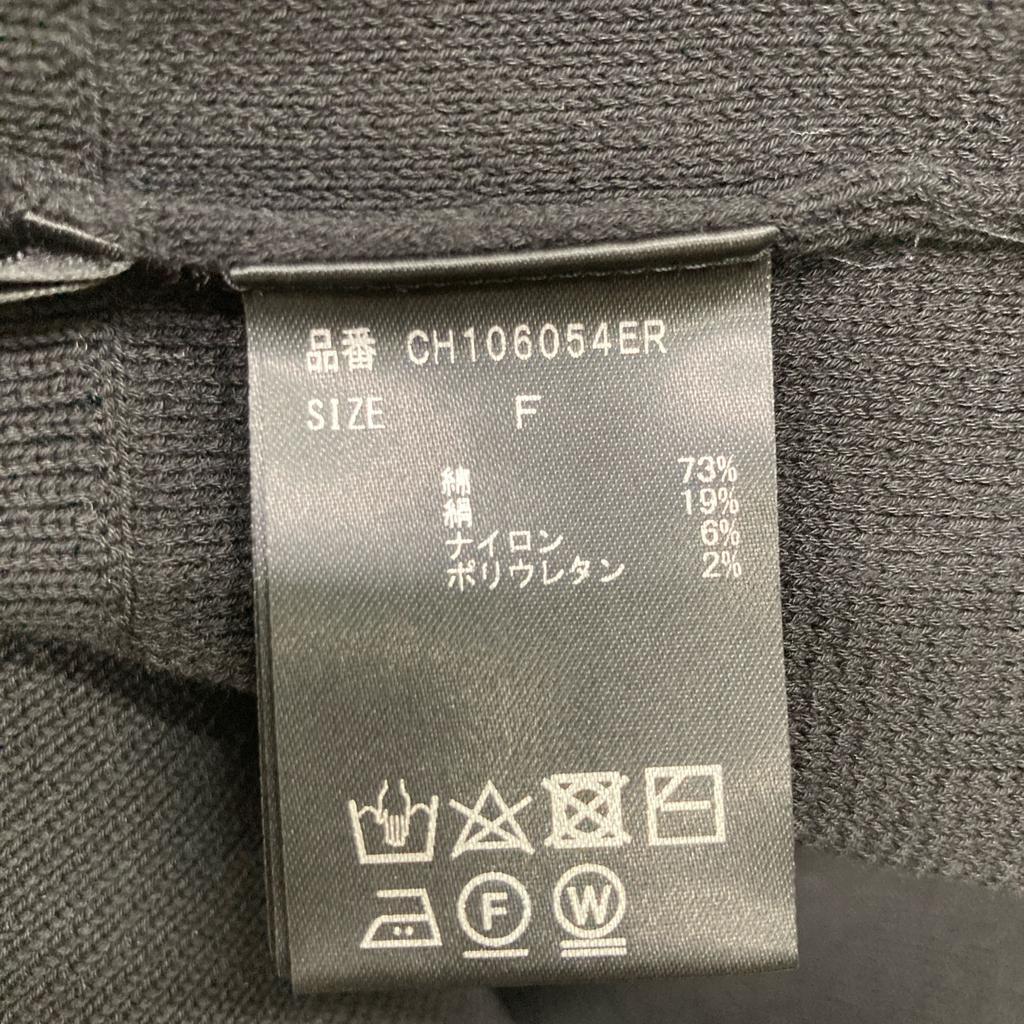 品番 CH106054ER
SIZE F
綿 73%
絹 19%
ナイロン 6%
ポリウレタン 2%
F W